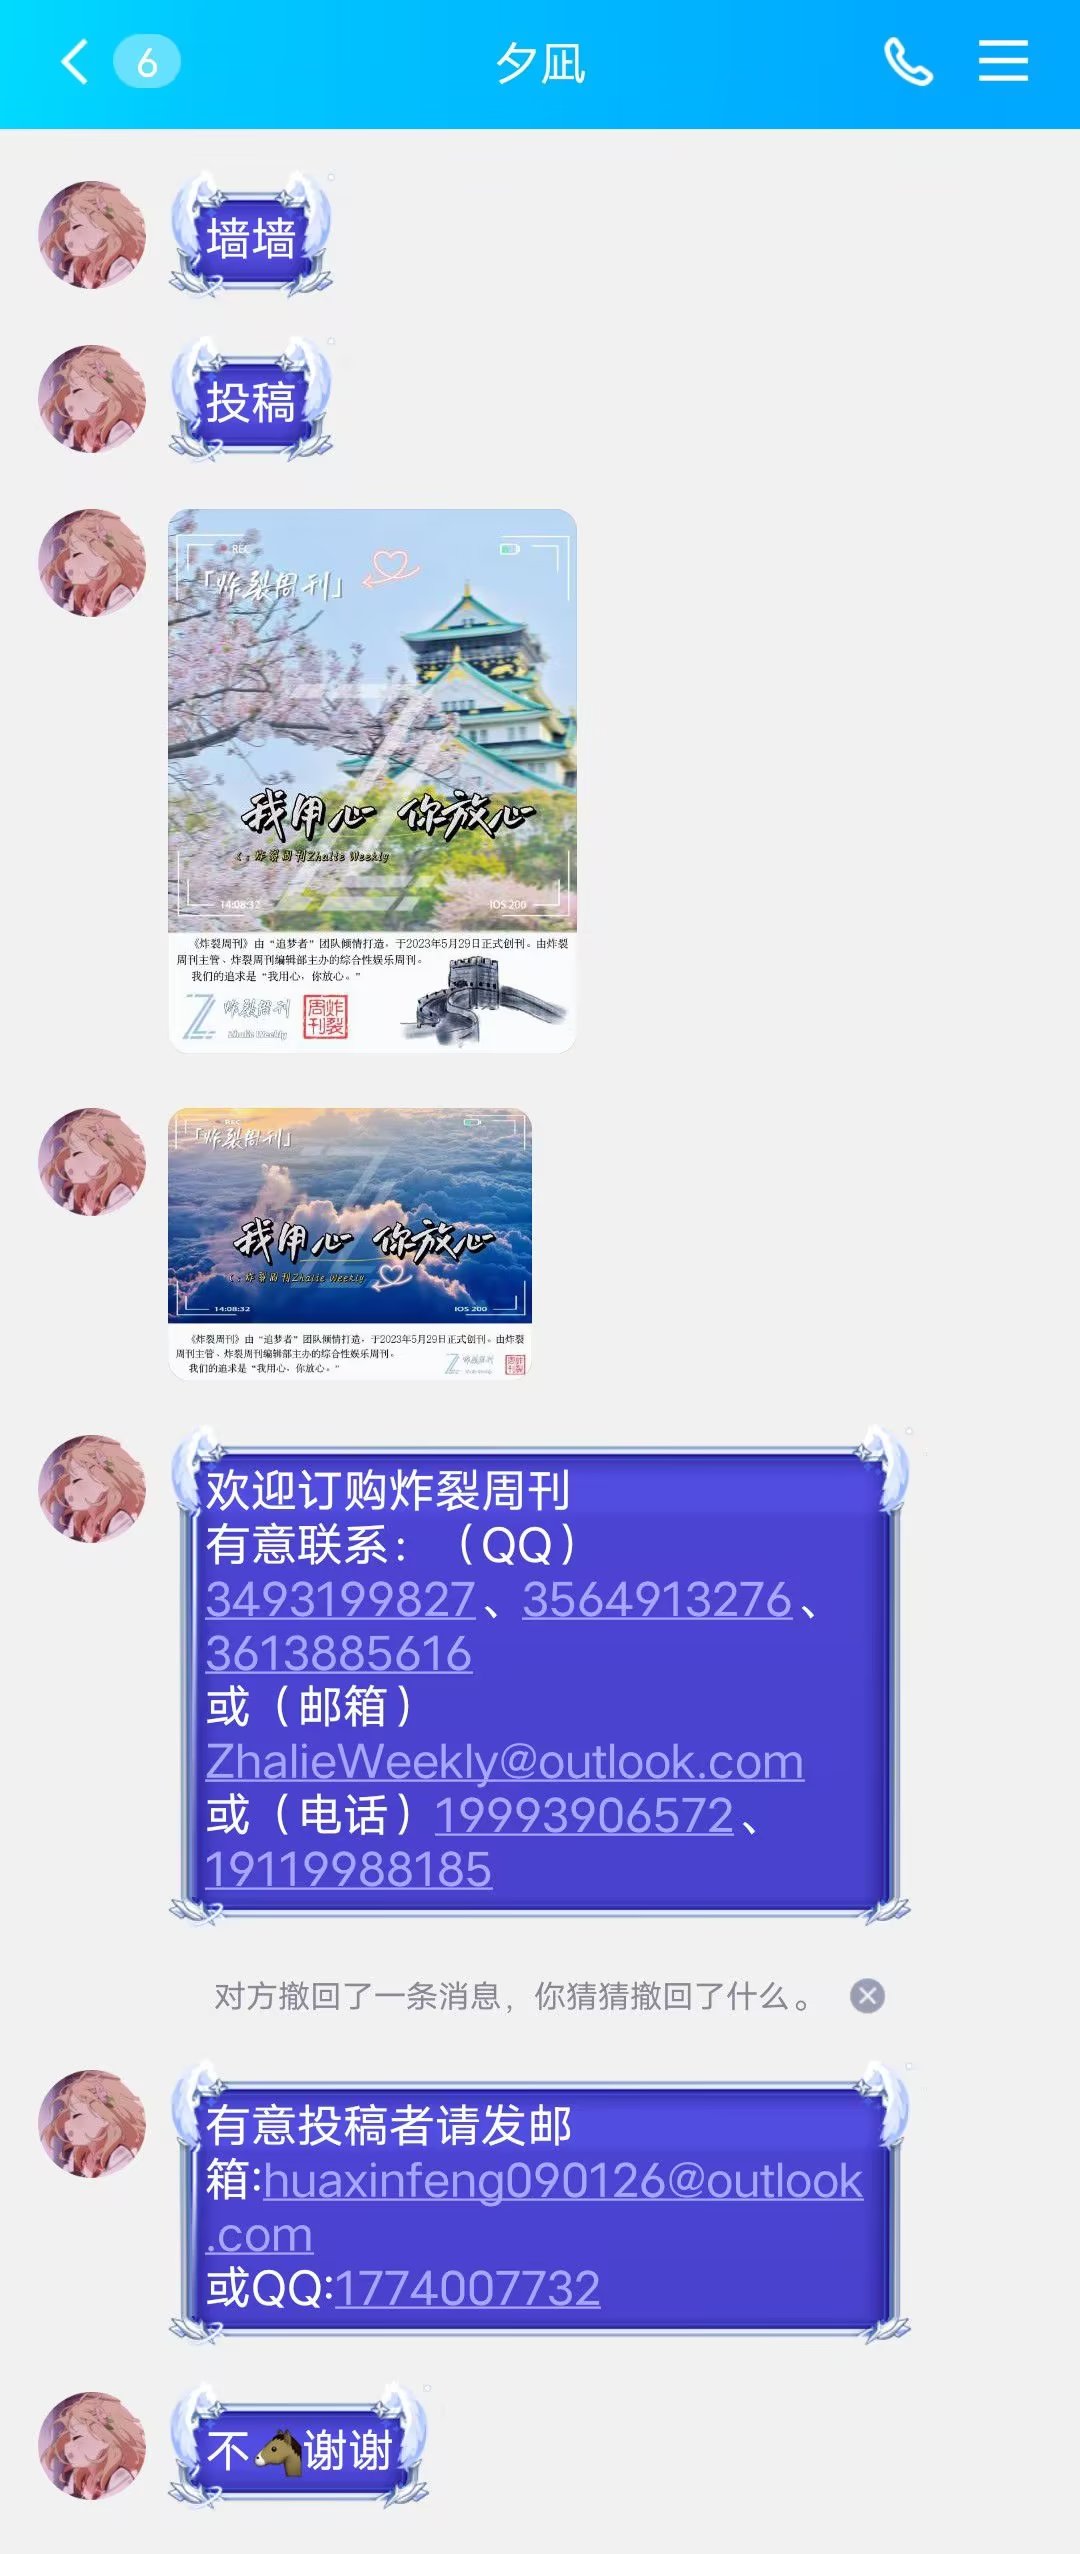 6
夕凪
墙墙
投稿
REC
「炸裂周刊」
我用心 你放心
《:炸裂周刊Zhalie Weekly
14:08:32
IOS 200
《炸裂周刊》由“追梦者”团队倾情打造，于2023年5月29日正式创刊。由炸裂
周刊主管、炸裂周刊编辑部主办的综合性娱乐周刊。
我们的追求是“我用心，你放心。”
炸裂周刊
Zhalie Weekly
炸裂周刊
REC
「炸裂周刊」
我用心 你放心
《:炸裂周刊Zhalie Weekly
14:08:32
IOS 200
《炸裂周刊》由“追梦者”团队倾情打造，于2023年5月29日正式创刊。由炸裂
周刊主管、炸裂周刊编辑部主办的综合性娱乐周刊。
我们的追求是“我用心，你放心。”
炸裂周刊
炸裂周刊
欢迎订购炸裂周刊
有意联系：（QQ）
3493199827、3564913276、
3613885616
或（邮箱）
ZhalieWeekly@outlook.com
或（电话）19993906572、
19119988185
对方撤回了一条消息，你猜猜撤回了什么。
有意投稿者请发邮
箱:huaxinfeng090126@outlook
.com
或QQ:1774007732
不🐴谢谢